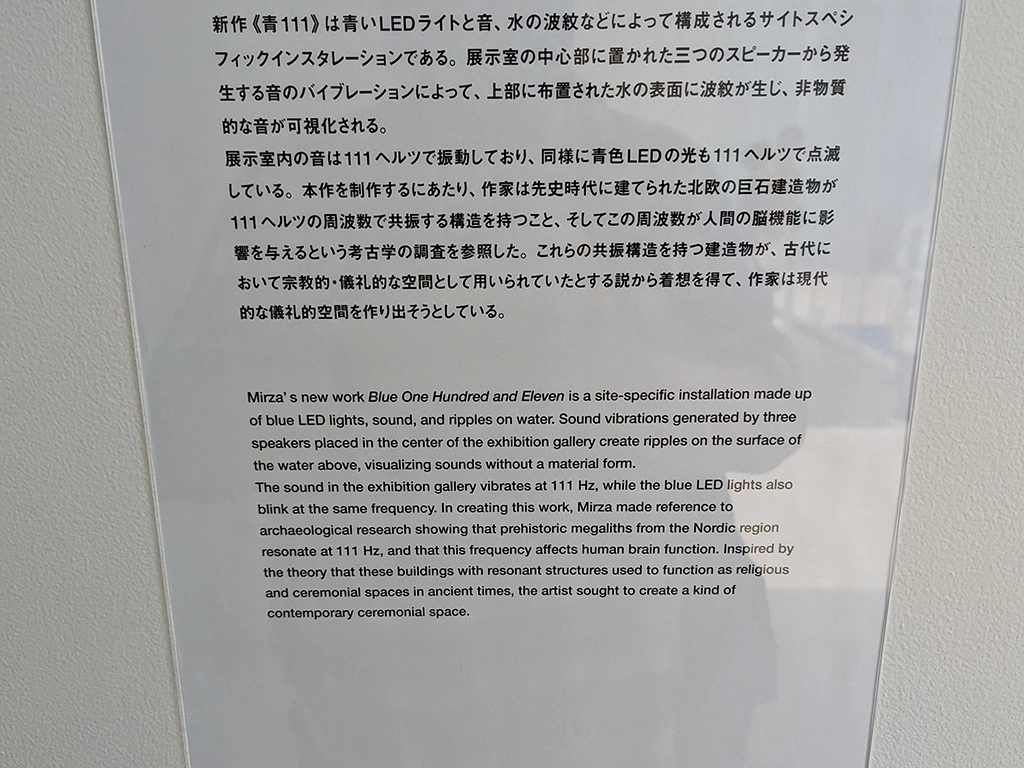 新作《青111》は青いLEDライトと音、水の波紋などによって構成されるサイトスペシ
フィックインスタレーションである。展示室の中心部に置かれた三つのスピーカーから発
生する音のバイブレーションによって、上部に布置された水の表面に波紋が生じ、非物質
的な音が可視化される。
展示室内の音は111ヘルツで振動しており、同様に青色LEDの光も111ヘルツで点滅
している。本作を制作するにあたり、作家は先史時代に建てられた北欧の巨石建造物が
111ヘルツの周波数で共振する構造を持つこと、そしてこの周波数が人間の脳機能に影
響を与えるという考古学の調査を参照した。これらの共振構造を持つ建造物が、古代に
おいて宗教的・儀礼的な空間として用いられていたとする説から着想を得て、作家は現代
的な儀礼的空間を作り出そうとしている。
Mirza's new work Blue One Hundred and Eleven is a site-specific installation made up
of blue LED lights, sound, and ripples on water. Sound vibrations generated by three
speakers placed in the center of the exhibition gallery create ripples on the surface of
the water above, visualizing sounds without a material form.
The sound in the exhibition gallery vibrates at 111 Hz, while the blue LED lights also
blink at the same frequency. In creating this work, Mirza made reference to
archaeological research showing that prehistoric megaliths from the Nordic region
resonate at 111 Hz, and that this frequency affects human brain function. Inspired by
the theory that these buildings with resonant structures used to function as religious
and ceremonial spaces in ancient times, the artist sought to create a kind of
contemporary ceremonial space.